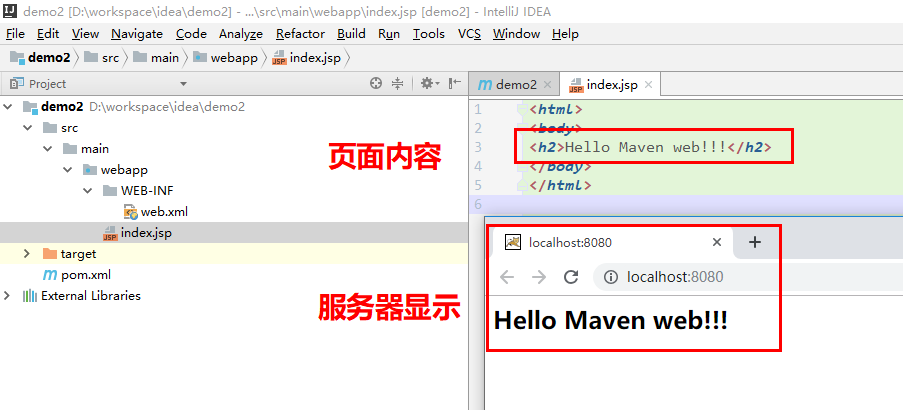 demo2 [D:\workspace\idea\demo2] - ...\src\main\webapp\index.jsp [demo2] - IntelliJ IDEA
File Edit View Navigate Code Analyze Refactor Build Run Tools VCS Window Help
demo2 src main webapp index.jsp
Project
demo2 D:\workspace\idea\demo2
src
main
webapp
WEB-INF
web.xml
index.jsp
target
pom.xml
External Libraries
页面内容
服务器显示
demo2 index.jsp
1 <html>
2 <body>
3 <h2>Hello Maven web!!!</h2>
4 </body>
5 </html>
6
localhost:8080
localhost:8080
Hello Maven web!!!